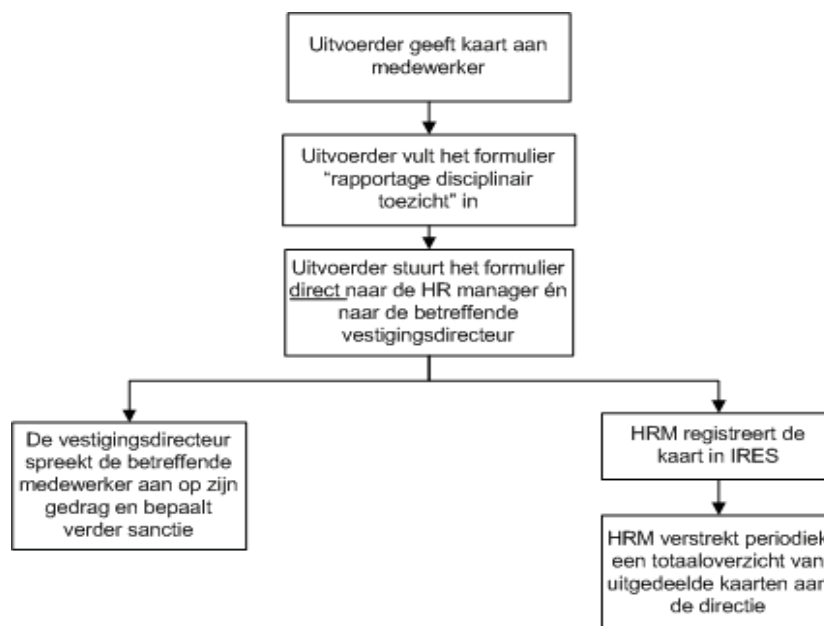 Uitvoerder geeft kaart aan
medewerker
Uitvoerder vult het formulier
“rapportage disciplinair
toezicht” in
Uitvoerder stuurt het formulier
direct naar de HR manager én
naar de betreffende
vestigingsdirecteur
De vestigingsdirecteur
spreekt de betreffende
medewerker aan op zijn
gedrag en bepaalt
verder sanctie
HRM registreert de
kaart in IRES
HRM verstrekt periodiek
een totaaloverzicht van
uitgedeelde kaarten aan
de directie